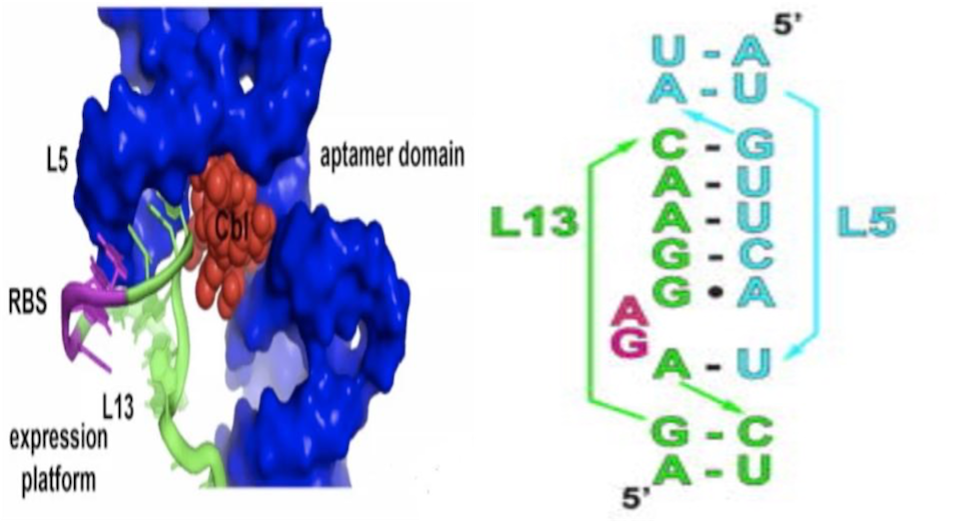 L5
aptamer domain
Cbl
RBS
L13
expression
platform
5’
U - A
A - U
C - G
A - U
A - U
G - C
G • A
A
G
A - U
G - C
A - U
5’
L13
L5